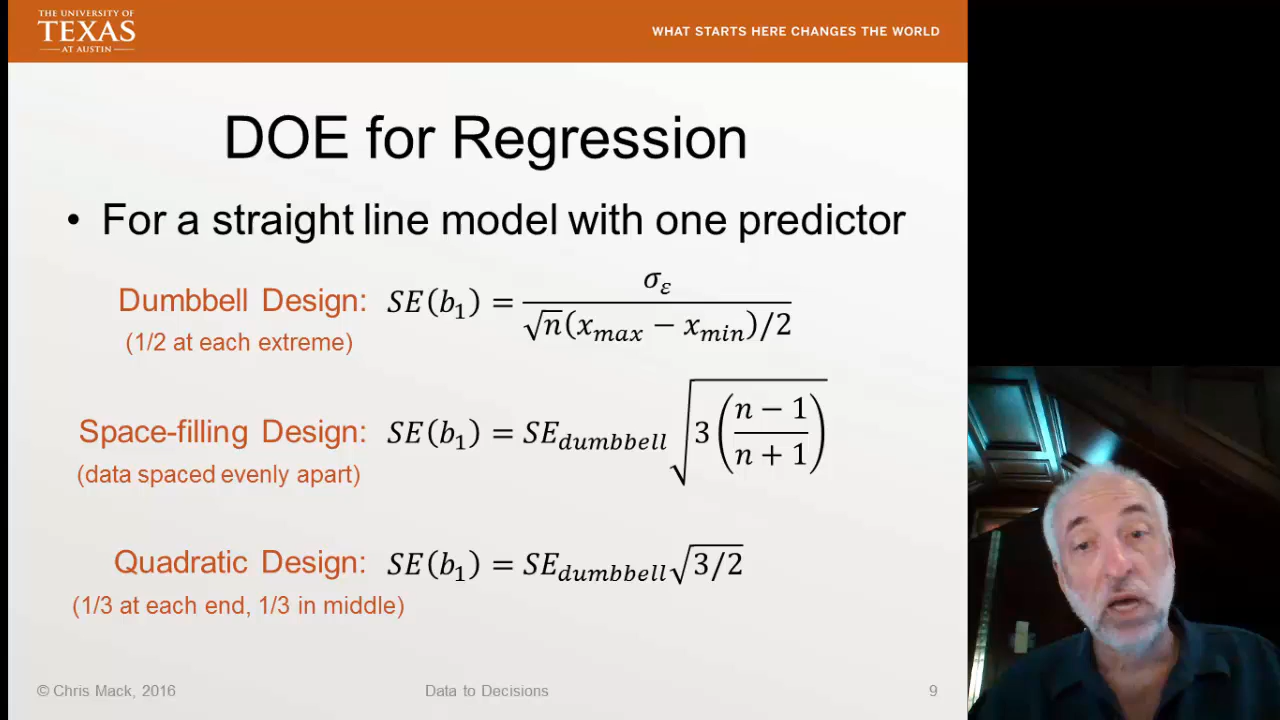 THE UNIVERSITY OF
TEXAS
AT AUSTIN
WHAT STARTS HERE CHANGES THE WORLD
DOE for Regression
• For a straight line model with one predictor
Dumbbell Design: SE(b₁) = σ_ε / (√n(x_max − x_min)/2)
(1/2 at each extreme)
Space-filling Design: SE(b₁) = SE_dumbbell √(3((n − 1)/(n + 1)))
(data spaced evenly apart)
Quadratic Design: SE(b₁) = SE_dumbbell √(3/2)
(1/3 at each end, 1/3 in middle)
© Chris Mack, 2016
Data to Decisions
9